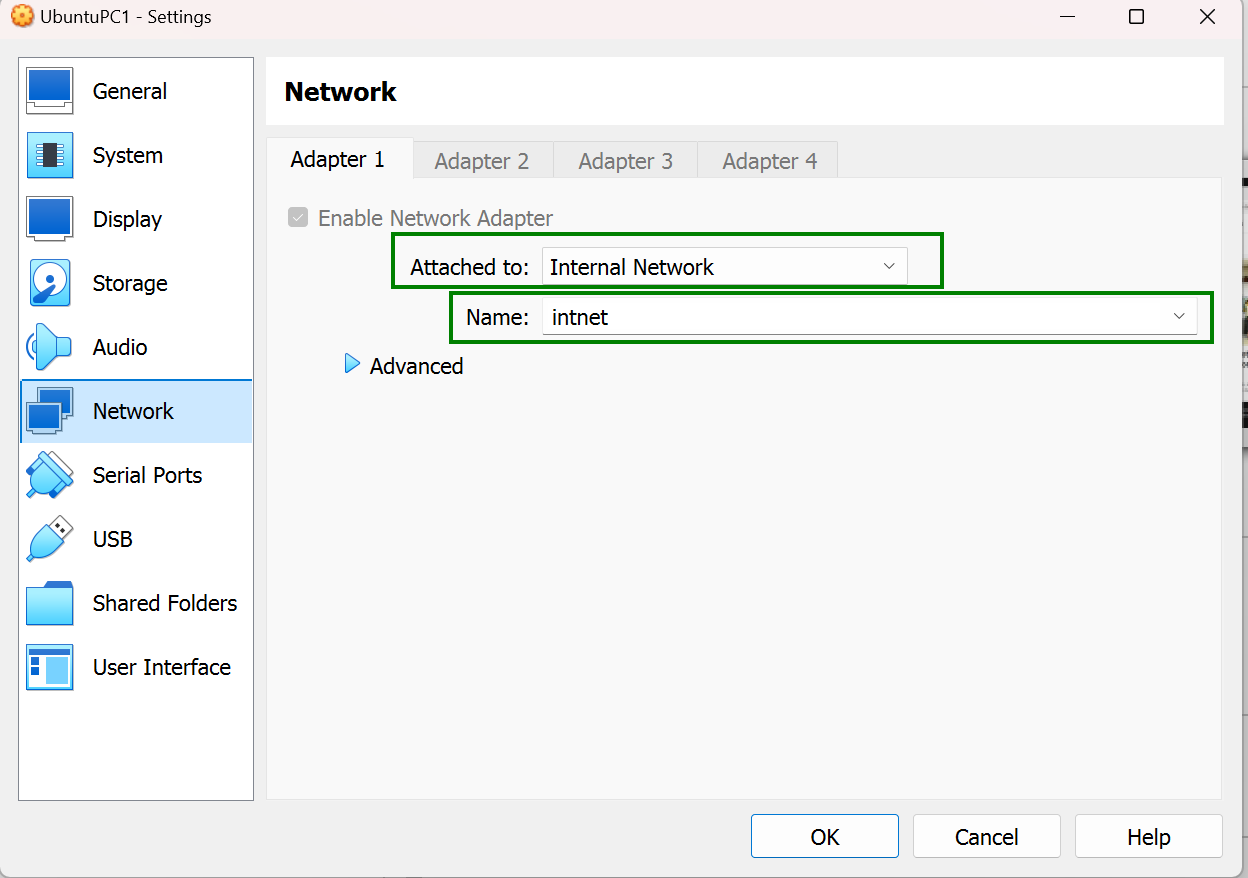 UbuntuPC1 - Settings
General
System
Display
Storage
Audio
Network
Serial Ports
USB
Shared Folders
User Interface
Network
Adapter 1 Adapter 2 Adapter 3 Adapter 4
Enable Network Adapter
Attached to: Internal Network
Name: intnet
Advanced
OK Cancel Help